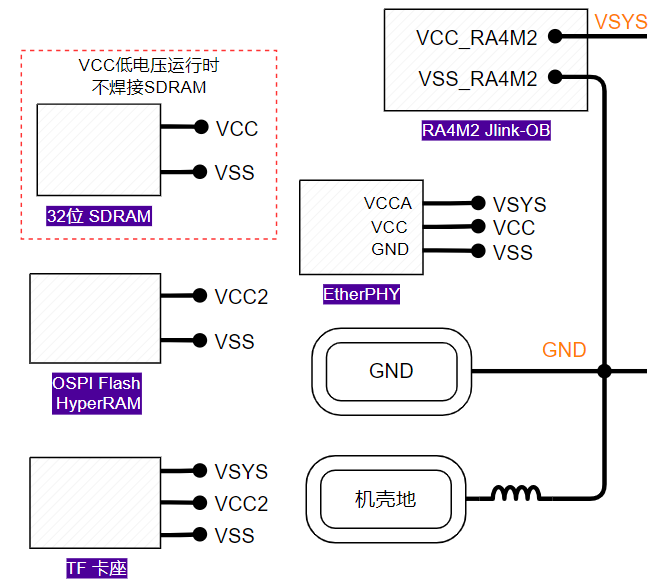 VSYS
VCC_RA4M2
VSS_RA4M2
RA4M2 Jlink-OB
VCC低电压运行时
不焊接SDRAM
VCC
VSS
32位 SDRAM
VCCA
VCC
GND
VSYS
VCC
VSS
EtherPHY
VCC2
VSS
OSPI Flash
HyperRAM
GND
GND
VSYS
VCC2
VSS
TF 卡座
机壳地